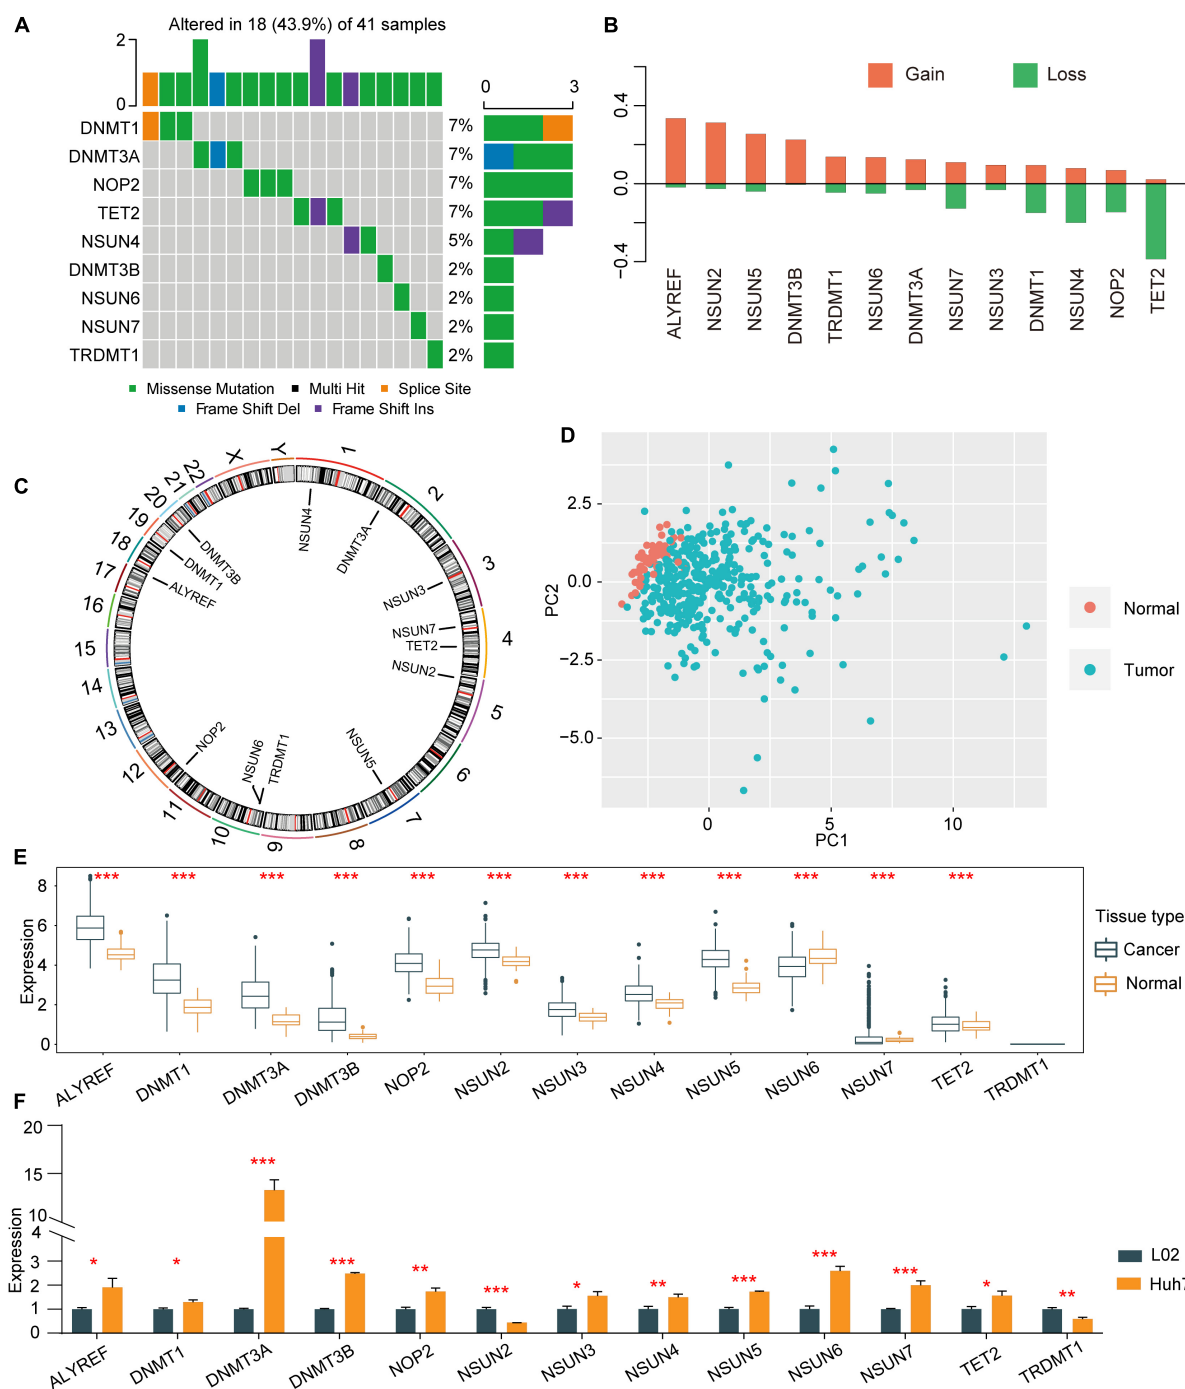 A
Altered in 18 (43.9%) of 41 samples
2
0
0 3
DNMT1 7%
DNMT3A 7%
NOP2 7%
TET2 7%
NSUN4 5%
DNMT3B 2%
NSUN6 2%
NSUN7 2%
TRDMT1 2%
Missense Mutation Multi Hit Splice Site
Frame Shift Del Frame Shift Ins
B
Gain Loss
0.4
0.0
−0.4
ALYREF NSUN2 NSUN5 DNMT3B TRDMT1 NSUN6 DNMT3A NSUN7 NSUN3 DNMT1 NSUN4 NOP2 TET2
C
1 2 3 4 5 6 7 8 9 10 11 12 13 14 15 16 17 18 19 20 21 22 X Y
NSUN4
DNMT3A
NSUN3
NSUN7
TET2
NSUN2
NSUN5
TRDMT1
NSUN6
NOP2
ALYREF
DNMT1
DNMT3B
D
PC2
2.5
0.0
−2.5
−5.0
0 5 10
PC1
Normal
Tumor
E
Expression
8
6
4
2
0
*** *** *** *** *** *** *** *** *** *** *** ***
ALYREF DNMT1 DNMT3A DNMT3B NOP2 NSUN2 NSUN3 NSUN4 NSUN5 NSUN6 NSUN7 TET2 TRDMT1
Tissue type
Cancer
Normal
F
Expression
20
15
10
4
3
2
1
0
* * *** *** ** *** * ** *** *** *** * **
ALYREF DNMT1 DNMT3A DNMT3B NOP2 NSUN2 NSUN3 NSUN4 NSUN5 NSUN6 NSUN7 TET2 TRDMT1
L02
Huh7